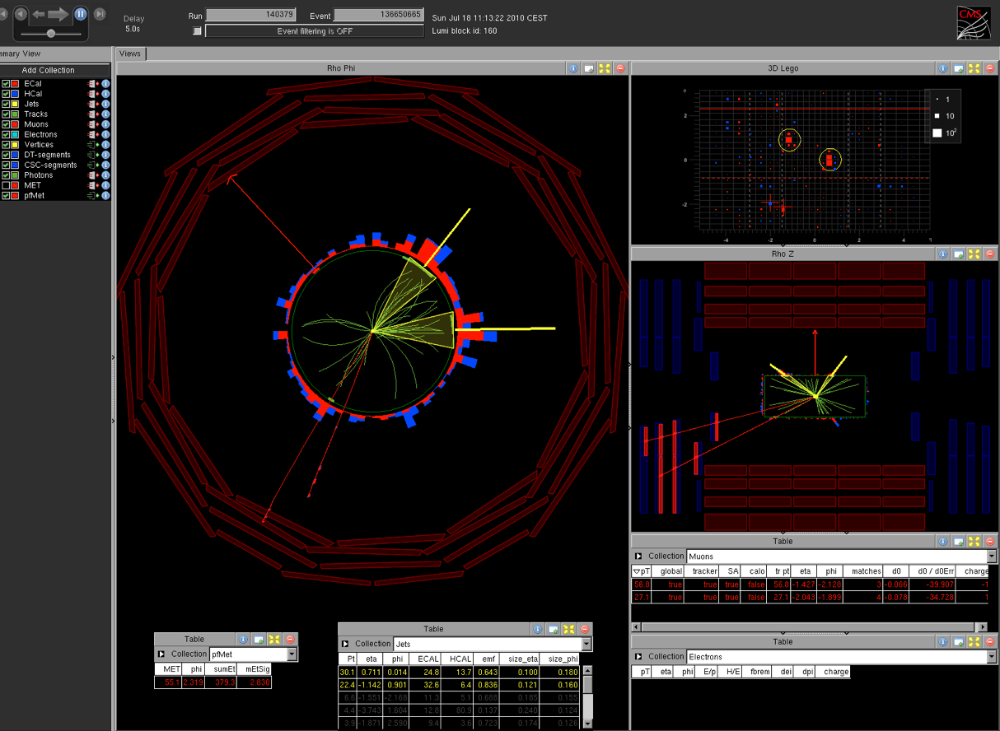 Delay
5.0s
Run 140379 Event 136650665 Sun Jul 18 11:13:22 2010 CEST
Event filtering is OFF Lumi block id: 160
CMS
mmary View
Views
Add Collection
ECal
HCal
Jets
Tracks
Muons
Electrons
Vertices
DT-segments
CSC-segments
Photons
MET
pfMet
Rho Phi
3D Lego
1
10
10²
2
0
-2
-4 -2 0 2 4
Rho Z
Table
Collection Muons
pT global tracker SA calo tr pt eta phi matches d0 d0 / d0Err charge
56.8 true true true false 56.8 -1.427 -2.128 3 -0.066 -39.907 -1
27.1 true true true false 27.1 -2.043 -1.899 4 -0.078 -34.728 1
Table
Collection pfMet
MET phi sumEt mEtSig
55.1 2.319 379.3 2.830
Table
Collection Jets
Pt eta phi ECAL HCAL emf size_eta size_phi
30.1 0.711 0.014 24.8 13.7 0.643 0.100 0.180
22.4 -1.142 0.901 32.6 6.4 0.836 0.121 0.160
6.6 -1.551 -2.168 11.3 5.1 0.688 0.185 0.155
4.4 -3.743 1.604 12.8 80.9 0.137 0.240 0.124
3.9 -1.871 2.590 9.4 3.6 0.723 0.174 0.126
Table
Collection Electrons
pT eta phi E/p H/E fbrem dei dpi charge